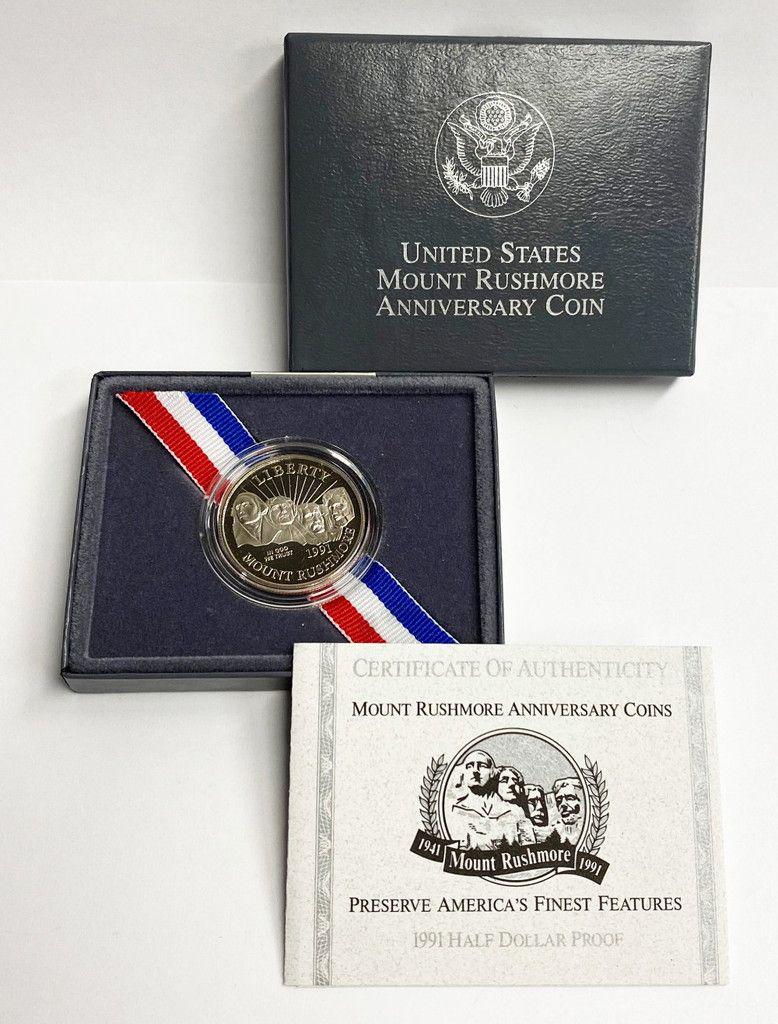 UNITED STATES
MOUNT RUSHMORE
ANNIVERSARY COIN
LIBERTY
IN GOD
WE TRUST
1991
MOUNT RUSHMORE
CERTIFICATE OF AUTHENTICITY
MOUNT RUSHMORE ANNIVERSARY COINS
1941 Mount Rushmore 1991
PRESERVE AMERICA'S FINEST FEATURES
1991 HALF DOLLAR PROOF